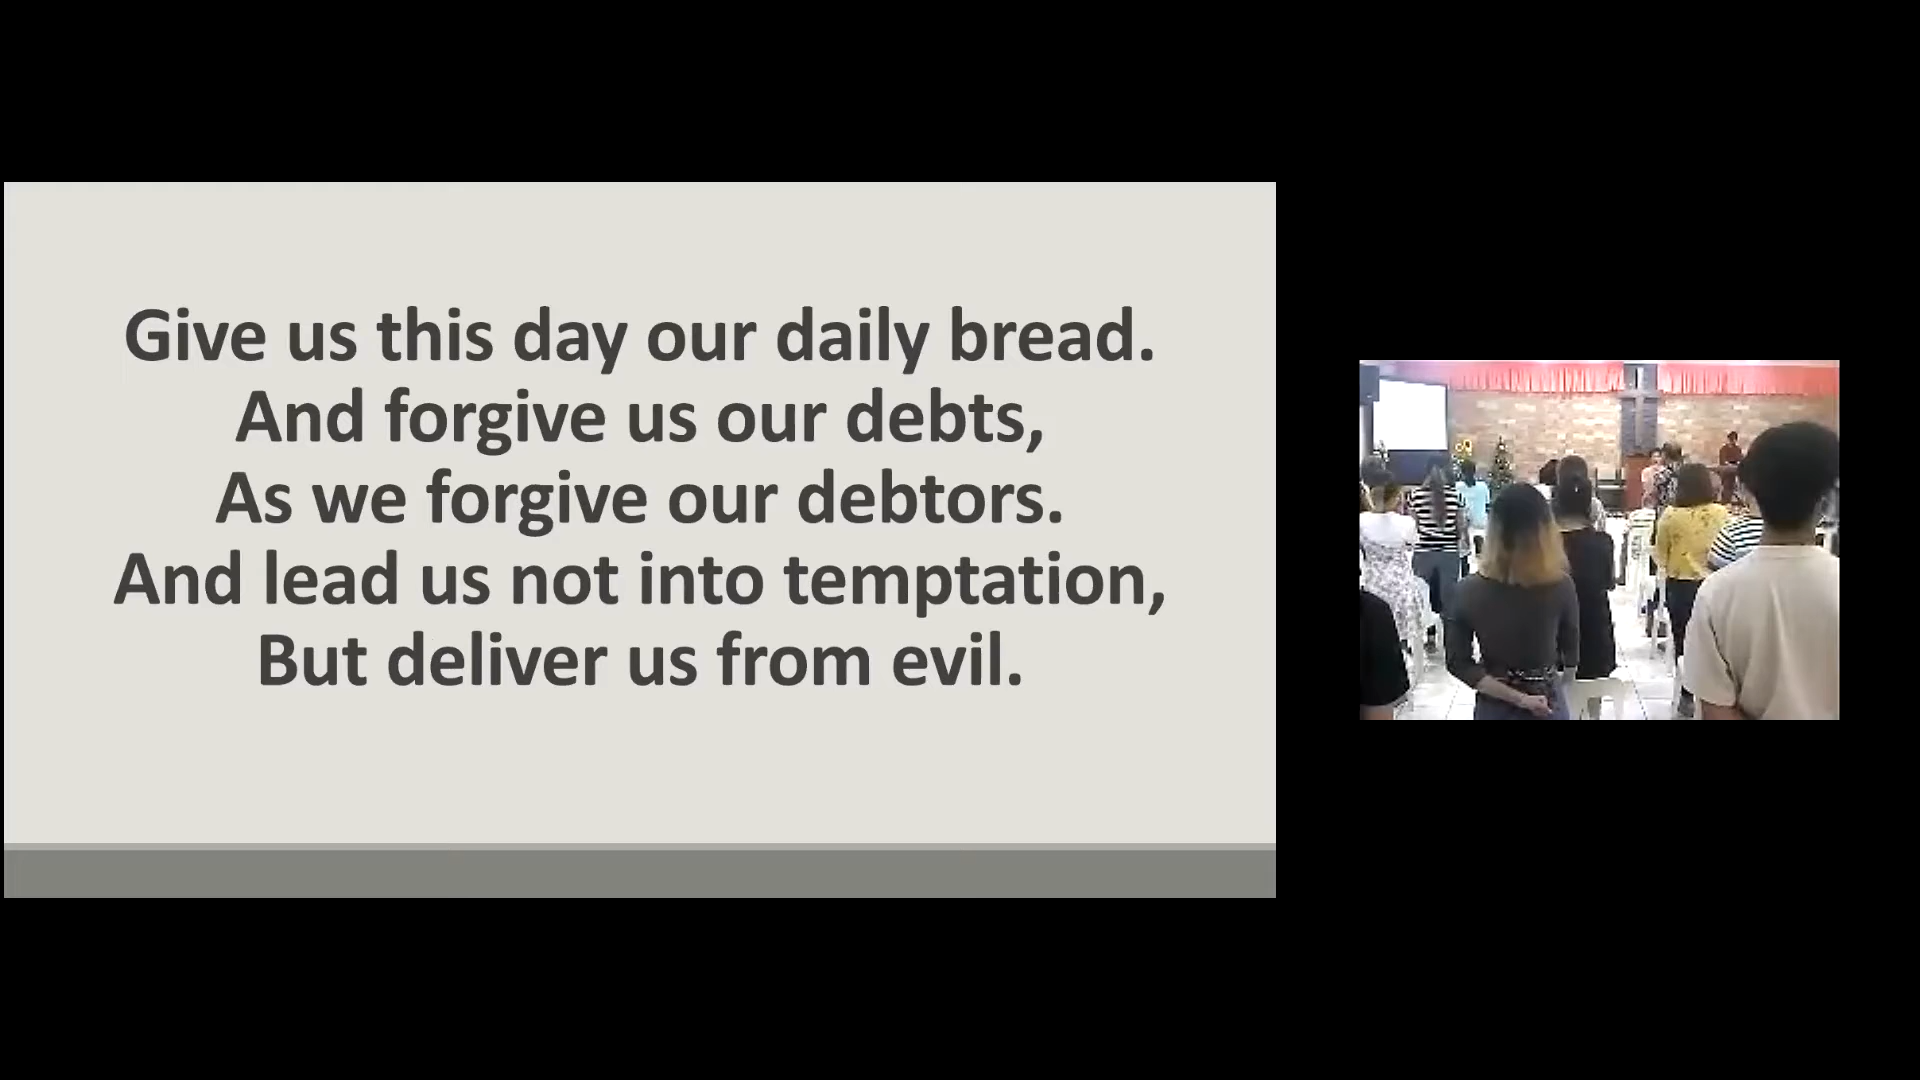 Give us this day our daily bread.
And forgive us our debts,
As we forgive our debtors.
And lead us not into temptation,
But deliver us from evil.